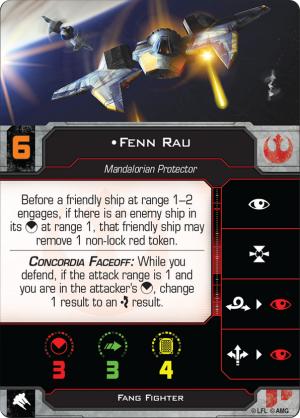 6
•Fenn Rau
Mandalorian Protector
Before a friendly ship at range 1–2
engages, if there is an enemy ship in
its at range 1, that friendly ship may
remove 1 non-lock red token.
Concordia Faceoff: While you
defend, if the attack range is 1 and
you are in the attacker's , change
1 result to an result.
3 3 4
Fang Fighter
© LFL © AMG